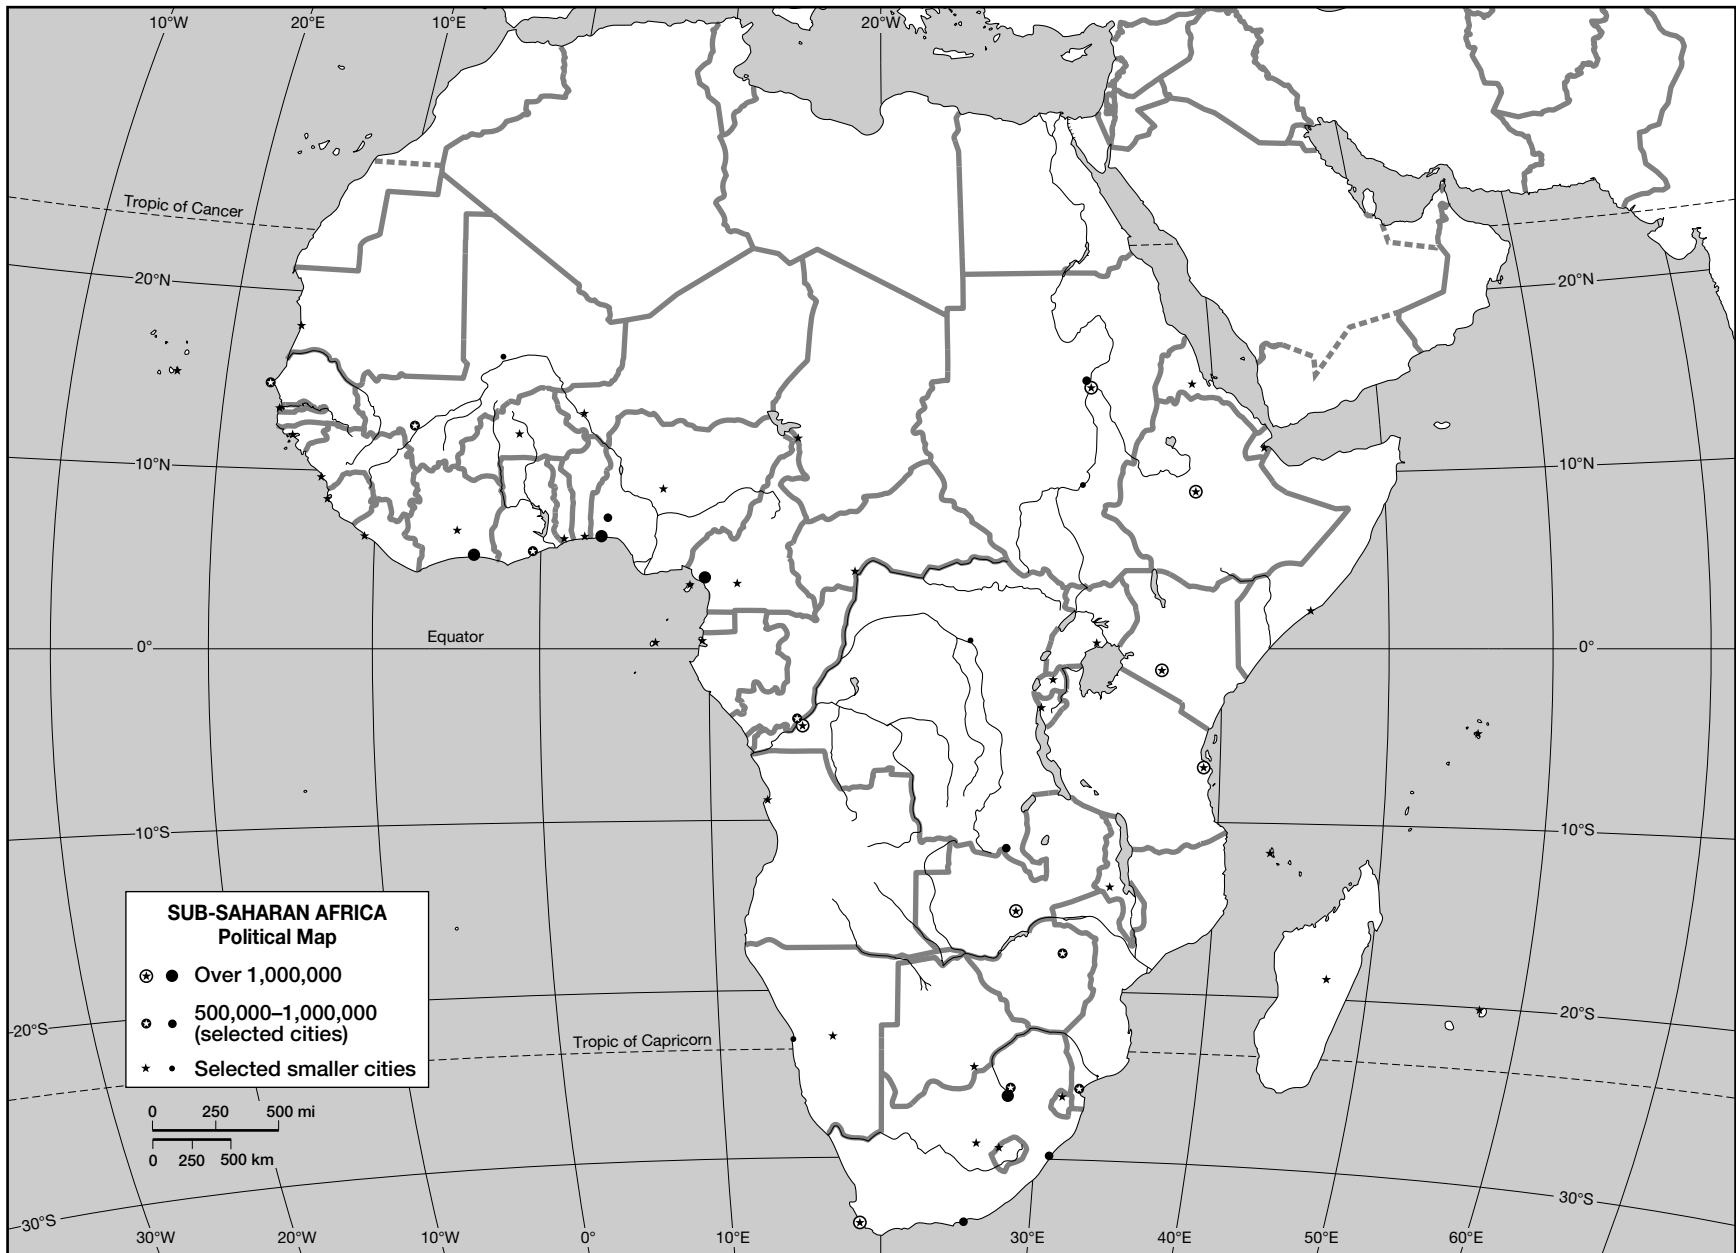 10°W 20°E 10°E 20°W
Tropic of Cancer
20°N 20°N
10°N 10°N
Equator
0° 0°
10°S 10°S
SUB-SAHARAN AFRICA
Political Map
Over 1,000,000
500,000–1,000,000
(selected cities)
Selected smaller cities
20°S 20°S
Tropic of Capricorn
0 250 500 mi
0 250 500 km
30°S 30°S
30°W 20°W 10°W 0° 10°E 30°E 40°E 50°E 60°E